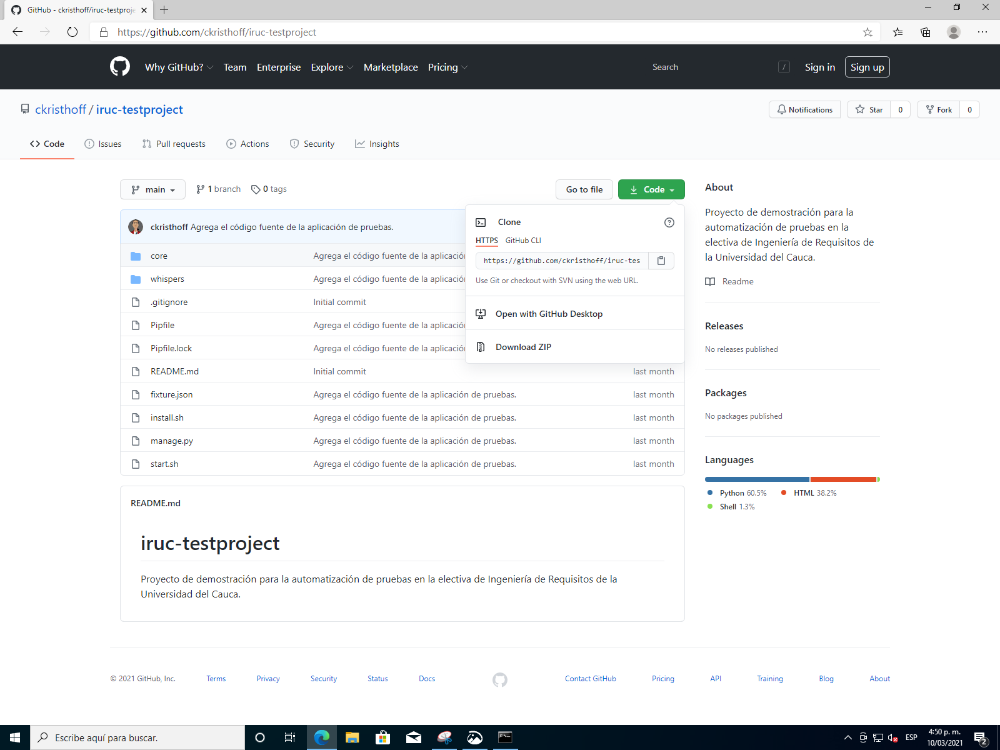 GitHub - ckristhoff/iruc-testproje
https://github.com/ckristhoff/iruc-testproject
Why GitHub? Team Enterprise Explore Marketplace Pricing Search / Sign in Sign up
ckristhoff / iruc-testproject Notifications Star 0 Fork 0
Code Issues Pull requests Actions Security Insights
main 1 branch 0 tags Go to file Code
ckristhoff Agrega el código fuente de la aplicación de pruebas.
core Agrega el código fuente de la aplicación
whispers Agrega el código fuente de la aplicación
.gitignore Initial commit
Pipfile Agrega el código fuente de la aplicación
Pipfile.lock Agrega el código fuente de la aplicación
README.md Initial commit last month
fixture.json Agrega el código fuente de la aplicación de pruebas. last month
install.sh Agrega el código fuente de la aplicación de pruebas. last month
manage.py Agrega el código fuente de la aplicación de pruebas. last month
start.sh Agrega el código fuente de la aplicación de pruebas. last month
Clone
HTTPS GitHub CLI
https://github.com/ckristhoff/iruc-tes
Use Git or checkout with SVN using the web URL.
Open with GitHub Desktop
Download ZIP
About
Proyecto de demostración para la
automatización de pruebas en la
electiva de Ingeniería de Requisitos de
la Universidad del Cauca.
Readme
Releases
No releases published
Packages
No packages published
Languages
Python 60.5% HTML 38.2%
Shell 1.3%
README.md
iruc-testproject
Proyecto de demostración para la automatización de pruebas en la electiva de Ingeniería de Requisitos de la
Universidad del Cauca.
© 2021 GitHub, Inc. Terms Privacy Security Status Docs Contact GitHub Pricing API Training Blog About
Escribe aquí para buscar.
ESP
4:50 p. m.
10/03/2021
2